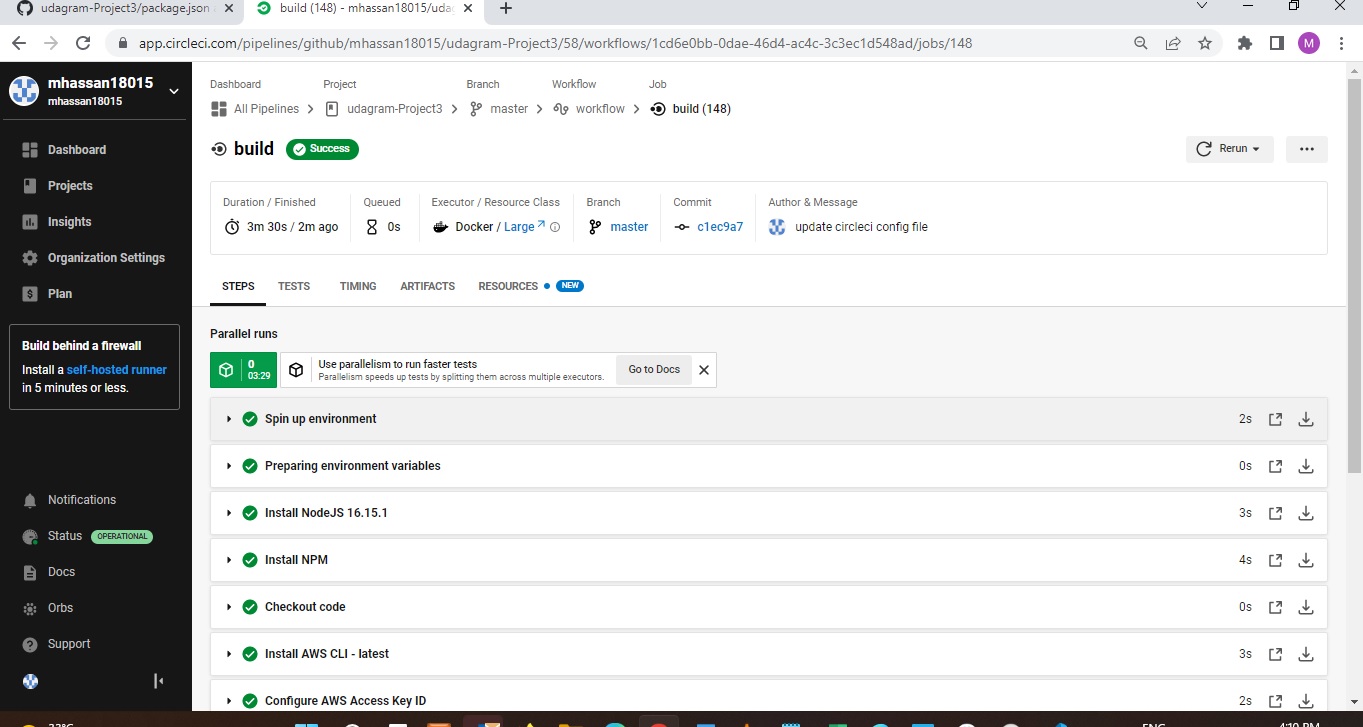 udagram-Project3/package.json
build (148) - mhassan18015/udag
app.circleci.com/pipelines/github/mhassan18015/udagram-Project3/58/workflows/1cd6e0bb-0dae-46d4-ac4c-3c3ec1d548ad/jobs/148
M
mhassan18015
mhassan18015
Dashboard
Projects
Insights
Organization Settings
Plan
Build behind a firewall
Install a self-hosted runner
in 5 minutes or less.
Notifications
Status OPERATIONAL
Docs
Orbs
Support
Dashboard Project Branch Workflow Job
All Pipelines udagram-Project3 master workflow build (148)
build Success
Rerun
Duration / Finished Queued Executor / Resource Class Branch Commit Author & Message
3m 30s / 2m ago 0s Docker / Large master c1ec9a7 update circleci config file
STEPS TESTS TIMING ARTIFACTS RESOURCES NEW
Parallel runs
0
03:29
Use parallelism to run faster tests
Parallelism speeds up tests by splitting them across multiple executors.
Go to Docs
Spin up environment 2s
Preparing environment variables 0s
Install NodeJS 16.15.1 3s
Install NPM 4s
Checkout code 0s
Install AWS CLI - latest 3s
Configure AWS Access Key ID 2s
ENG 4:10 PM